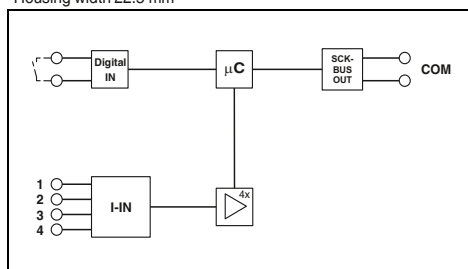 Housing width 22.5 mm
Digital
IN
µC
SCK-
BUS
OUT
COM
1
2
3
4
I-IN
4x